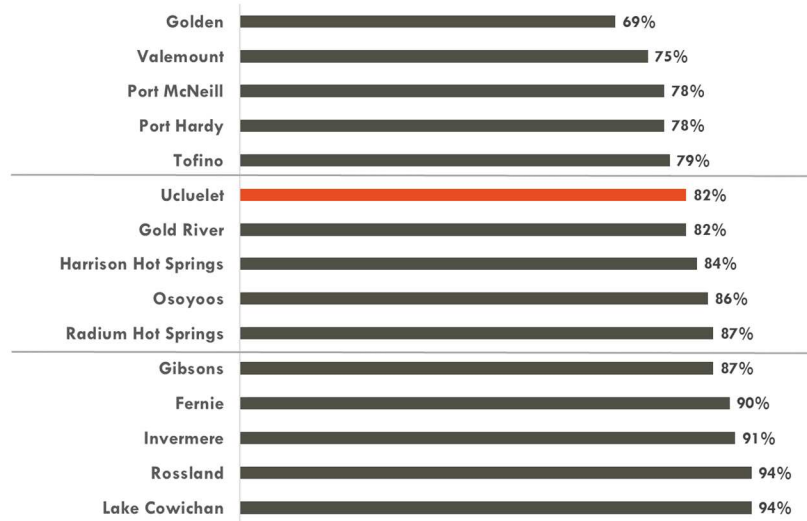 Golden 69%
Valemount 75%
Port McNeill 78%
Port Hardy 78%
Tofino 79%
Ucluelet 82%
Gold River 82%
Harrison Hot Springs 84%
Osoyoos 86%
Radium Hot Springs 87%
Gibsons 87%
Fernie 90%
Invermere 91%
Rossland 94%
Lake Cowichan 94%